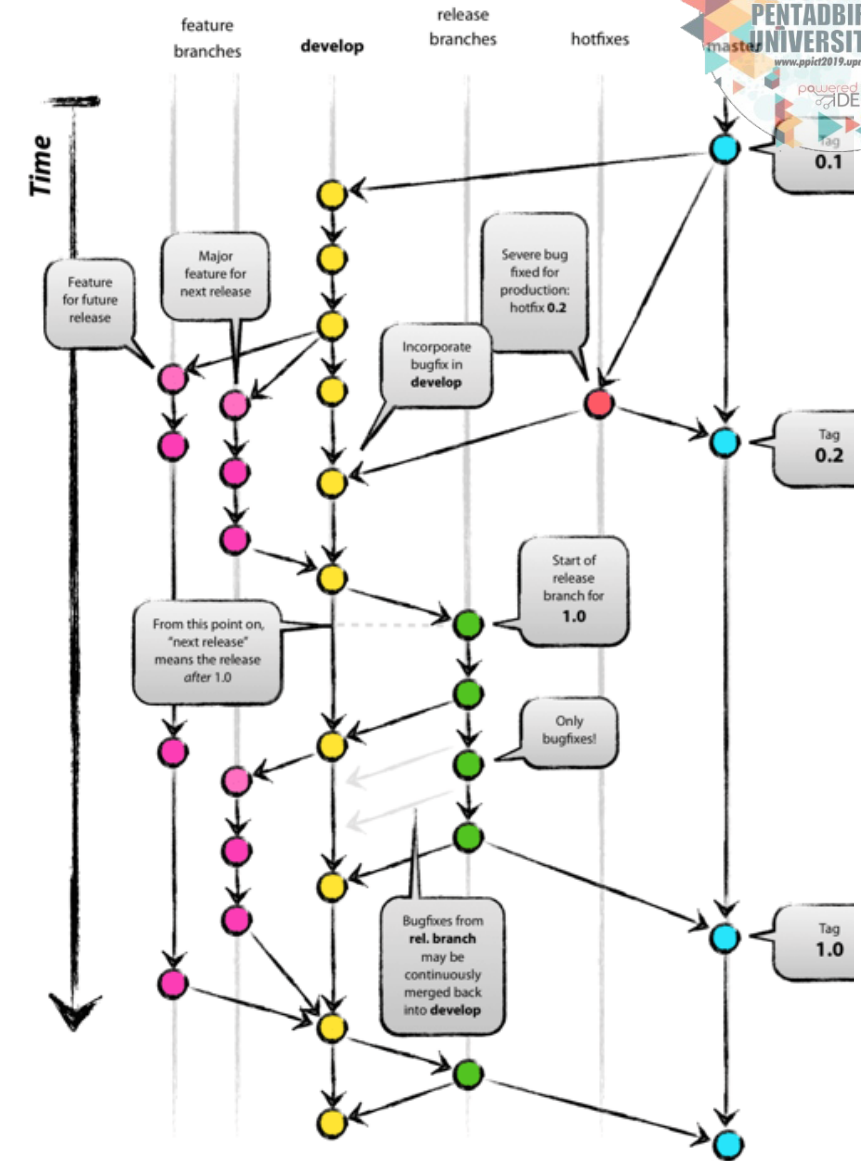 feature
branches
develop
release
branches
hotfixes
master
PENTADBI
UNIVERSIT
www.ppict2019.up
powered
IDE
Time
Tag
0.1
Major
feature for
next release
Feature
for future
release
Severe bug
fixed for
production:
hotfix 0.2
Incorporate
bugfix in
develop
Tag
0.2
Start of
release
branch for
1.0
From this point on,
“next release”
means the release
after 1.0
Only
bugfixes!
Bugfixes from
rel. branch
may be
continuously
merged back
into develop
Tag
1.0